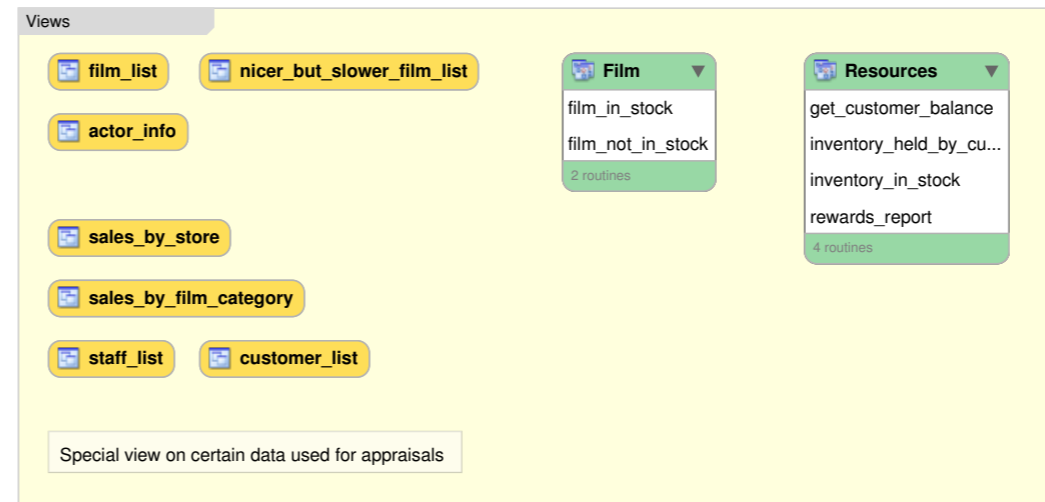 Views
film_list
nicer_but_slower_film_list
actor_info
sales_by_store
sales_by_film_category
staff_list
customer_list
Special view on certain data used for appraisals
Film
film_in_stock
film_not_in_stock
2 routines
Resources
get_customer_balance
inventory_held_by_cu...
inventory_in_stock
rewards_report
4 routines